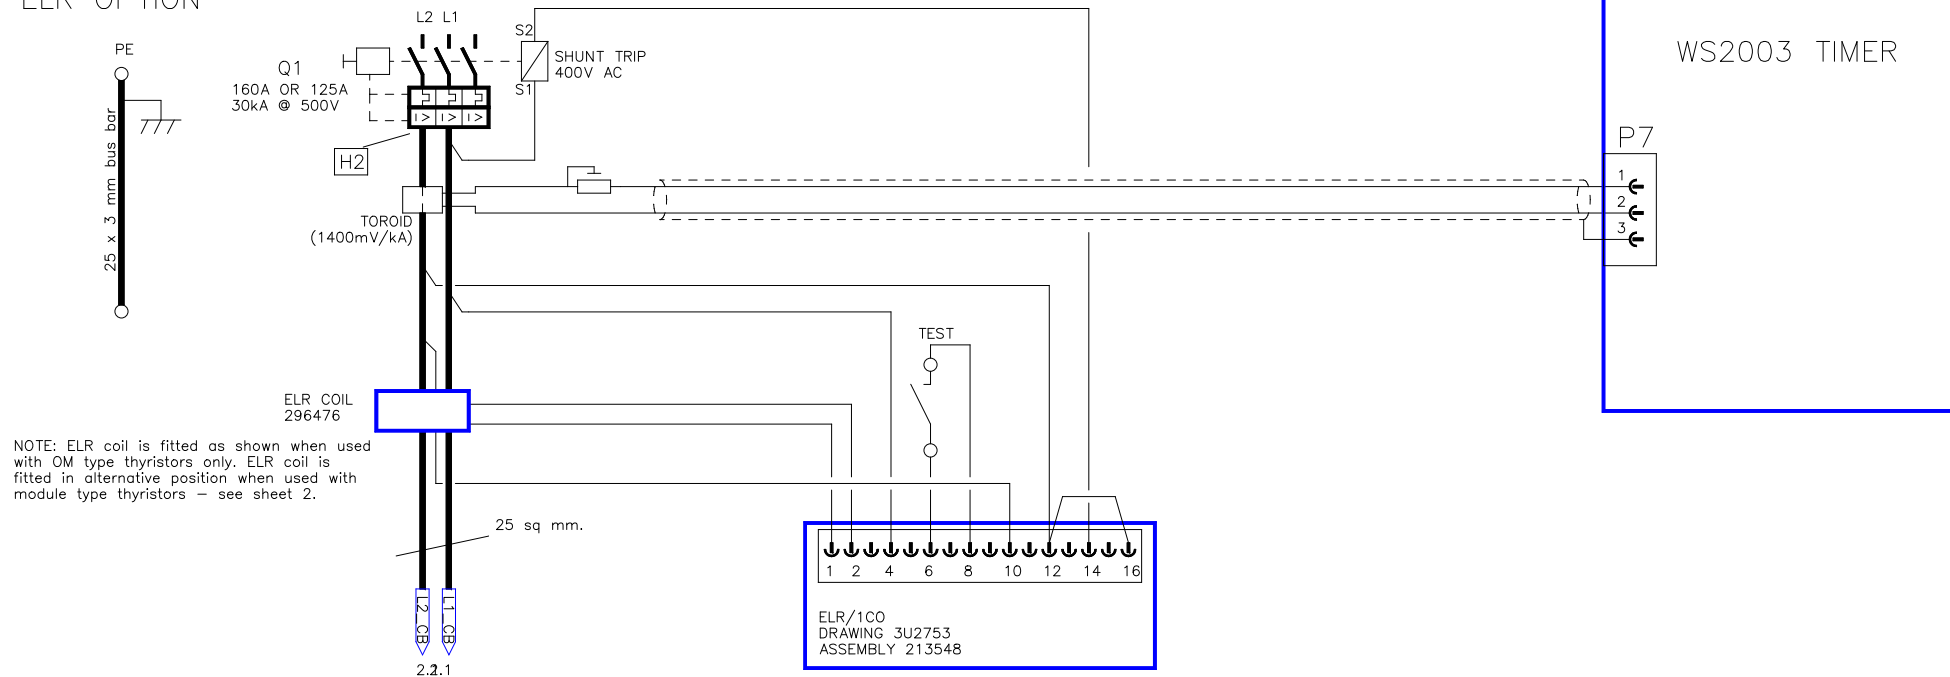 ELR OPTION
L2 L1
S2
WS2003 TIMER
PE
SHUNT TRIP
400V AC
Q1
160A OR 125A
30kA @ 500V
S1
25 x 3 mm bus bar
I> I> I>
P7
H2
1
2
3
TOROID
(1400mV/kA)
TEST
ELR COIL
296476
NOTE: ELR coil is fitted as shown when used
with OM type thyristors only. ELR coil is
fitted in alternative position when used with
module type thyristors – see sheet 2.
25 sq mm.
1 2 4 6 8 10 12 14 16
L2_CB
L1_CB
ELR/1CO
DRAWING 3U2753
ASSEMBLY 213548